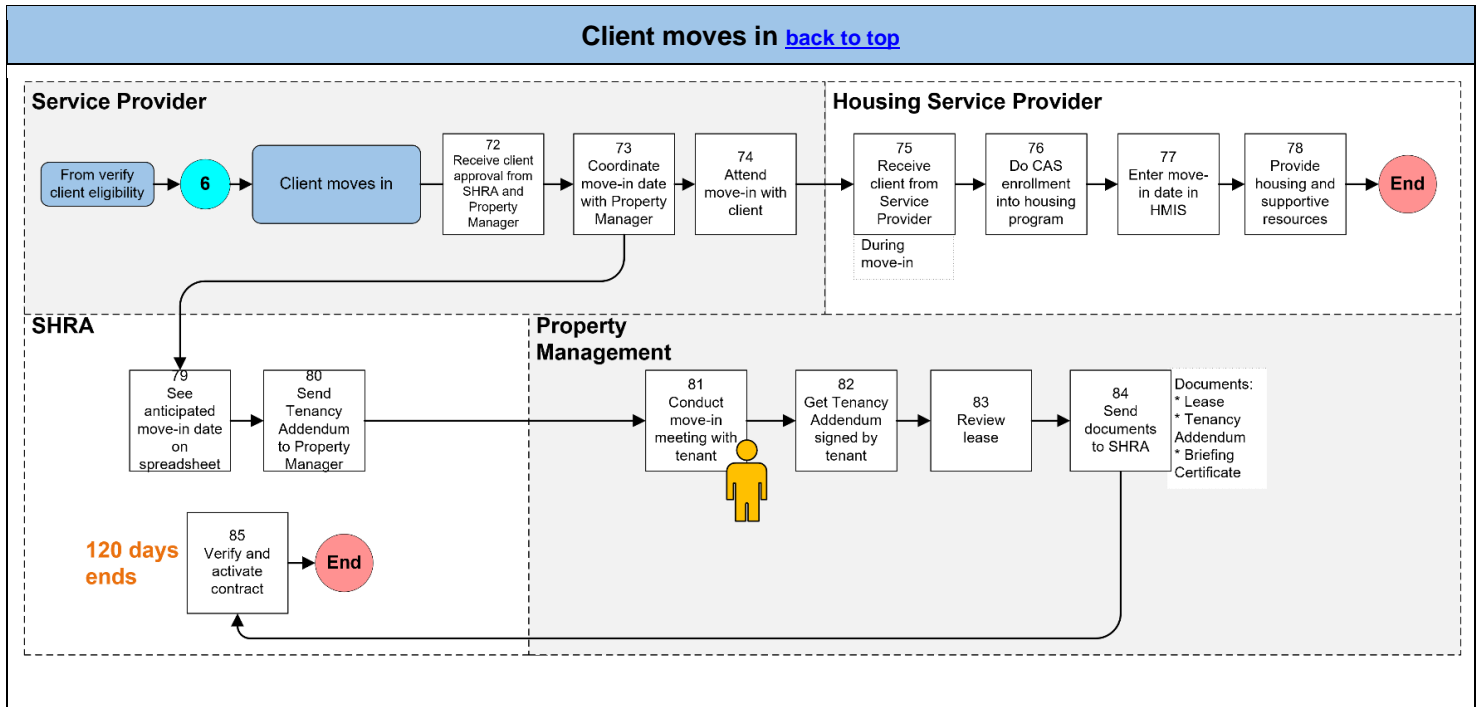 Client moves in back to top
Service Provider
From verify
client eligibility
6
Client moves in
72
Receive client
approval from
SHRA and
Property
Manager
73
Coordinate
move-in date
with Property
Manager
74
Attend
move-in with
client
Housing Service Provider
75
Receive
client from
Service
Provider
During
move-in
76
Do CAS
enrollment
into housing
program
77
Enter move-
in date in
HMIS
78
Provide
housing and
supportive
resources
End
SHRA
79
See
anticipated
move-in date
on
spreadsheet
80
Send
Tenancy
Addendum
to Property
Manager
Property
Management
81
Conduct
move-in
meeting with
tenant
82
Get Tenancy
Addendum
signed by
tenant
83
Review
lease
84
Send
documents
to SHRA
Documents:
* Lease
* Tenancy
Addendum
* Briefing
Certificate
120 days
ends
85
Verify and
activate
contract
End